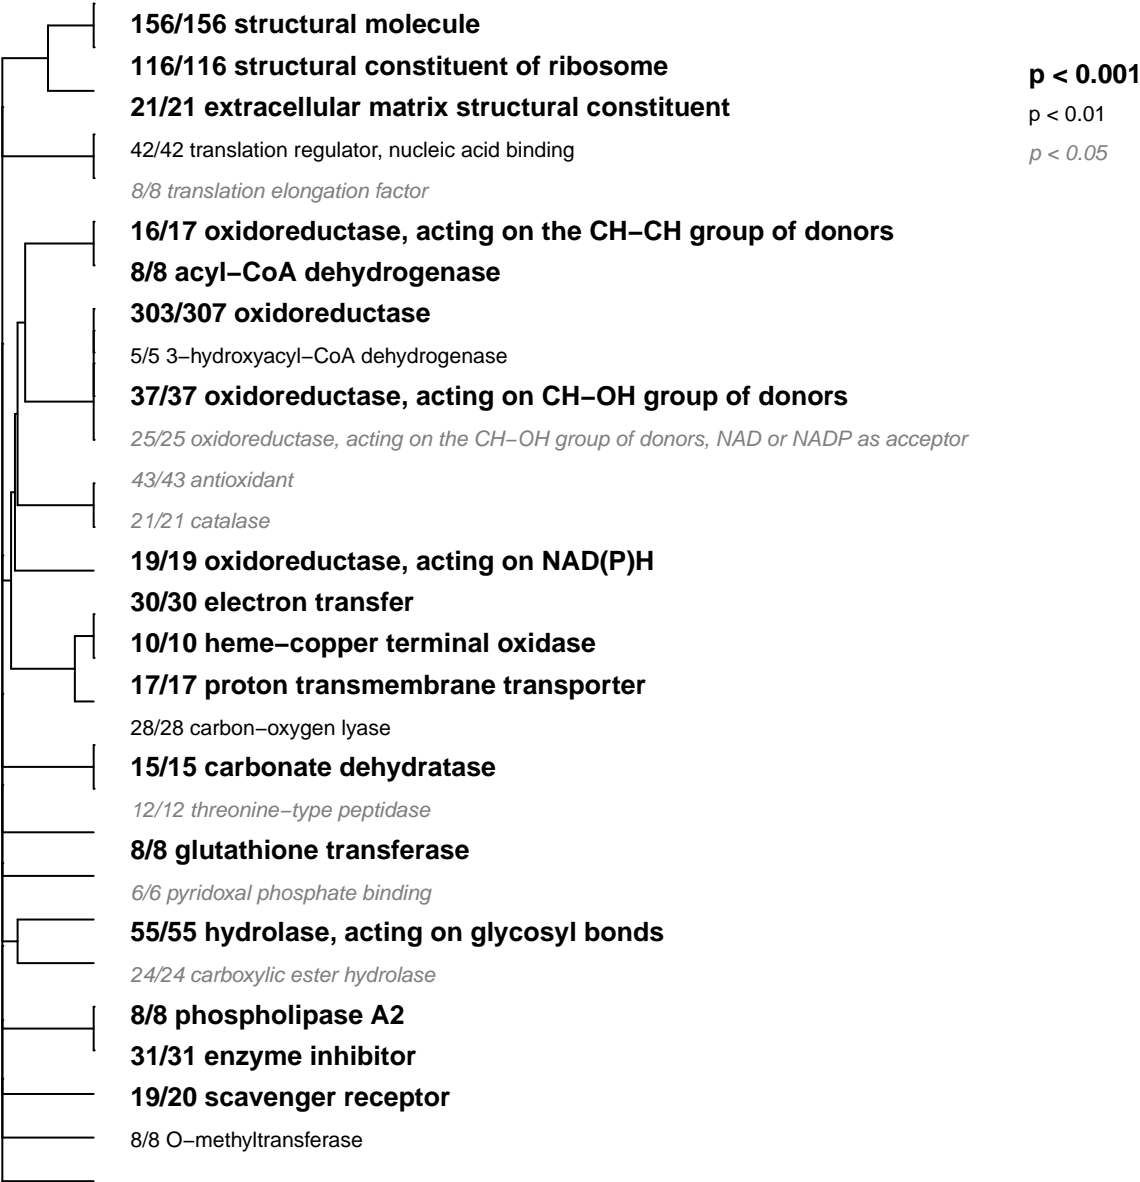 156/156 structural molecule
116/116 structural constituent of ribosome
p < 0.001
21/21 extracellular matrix structural constituent
p < 0.01
42/42 translation regulator, nucleic acid binding
p < 0.05
8/8 translation elongation factor
16/17 oxidoreductase, acting on the CH−CH group of donors
8/8 acyl−CoA dehydrogenase
303/307 oxidoreductase
5/5 3−hydroxyacyl−CoA dehydrogenase
37/37 oxidoreductase, acting on CH−OH group of donors
25/25 oxidoreductase, acting on the CH−OH group of donors, NAD or NADP as acceptor
43/43 antioxidant
21/21 catalase
19/19 oxidoreductase, acting on NAD(P)H
30/30 electron transfer
10/10 heme−copper terminal oxidase
17/17 proton transmembrane transporter
28/28 carbon−oxygen lyase
15/15 carbonate dehydratase
12/12 threonine−type peptidase
8/8 glutathione transferase
6/6 pyridoxal phosphate binding
55/55 hydrolase, acting on glycosyl bonds
24/24 carboxylic ester hydrolase
8/8 phospholipase A2
31/31 enzyme inhibitor
19/20 scavenger receptor
8/8 O−methyltransferase